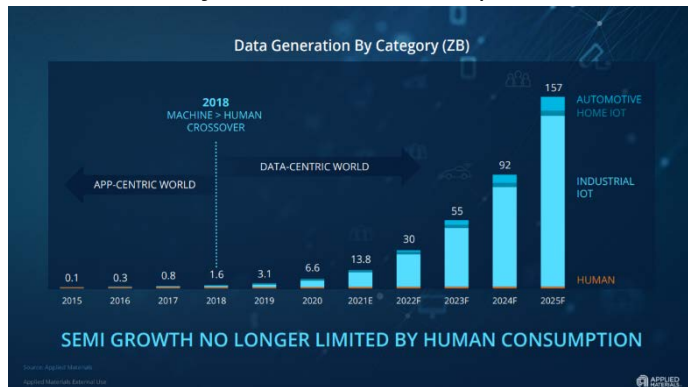 Data Generation By Category (ZB)
2018
MACHINE > HUMAN
CROSSOVER
APP-CENTRIC WORLD
DATA-CENTRIC WORLD
0.1
0.3
0.8
1.6
3.1
6.6
13.8
30
55
92
157
AUTOMOTIVE
HOME IOT
INDUSTRIAL
IOT
HUMAN
2015
2016
2017
2018
2019
2020
2021E
2022F
2023F
2024F
2025F
SEMI GROWTH NO LONGER LIMITED BY HUMAN CONSUMPTION
Source: Applied Materials
Applied Materials External Use
APPLIED
MATERIALS.